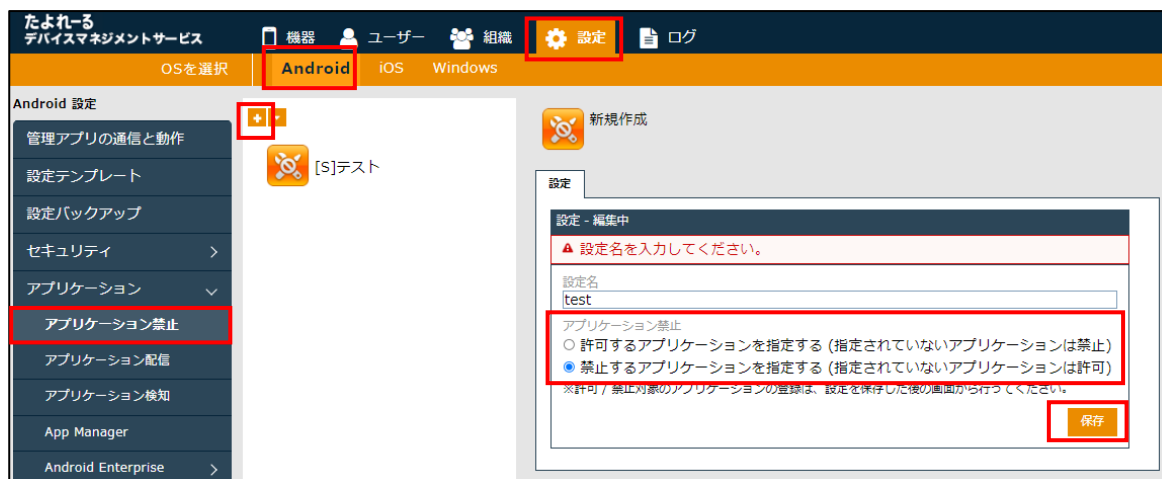 たよれーる
デバイスマネジメントサービス
機器 ユーザー 組織 設定 ログ
OSを選択 Android iOS Windows
Android 設定
管理アプリの通信と動作
設定テンプレート
設定バックアップ
セキュリティ
アプリケーション
アプリケーション禁止
アプリケーション配信
アプリケーション検知
App Manager
Android Enterprise
[S]テスト
新規作成
設定
設定 - 編集中
設定名を入力してください。
設定名
test
アプリケーション禁止
許可するアプリケーションを指定する (指定されていないアプリケーションは禁止)
禁止するアプリケーションを指定する (指定されていないアプリケーションは許可)
※許可 / 禁止対象のアプリケーションの登録は、設定を保存した後の画面から行ってください。
保存